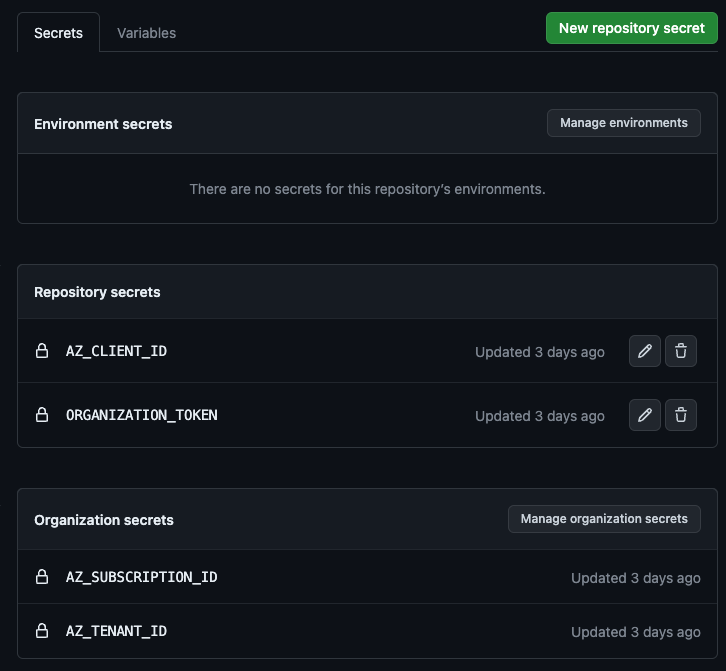 Secrets
Variables
New repository secret
Environment secrets
Manage environments
There are no secrets for this repository’s environments.
Repository secrets
AZ_CLIENT_ID
Updated 3 days ago
ORGANIZATION_TOKEN
Updated 3 days ago
Organization secrets
Manage organization secrets
AZ_SUBSCRIPTION_ID
Updated 3 days ago
AZ_TENANT_ID
Updated 3 days ago